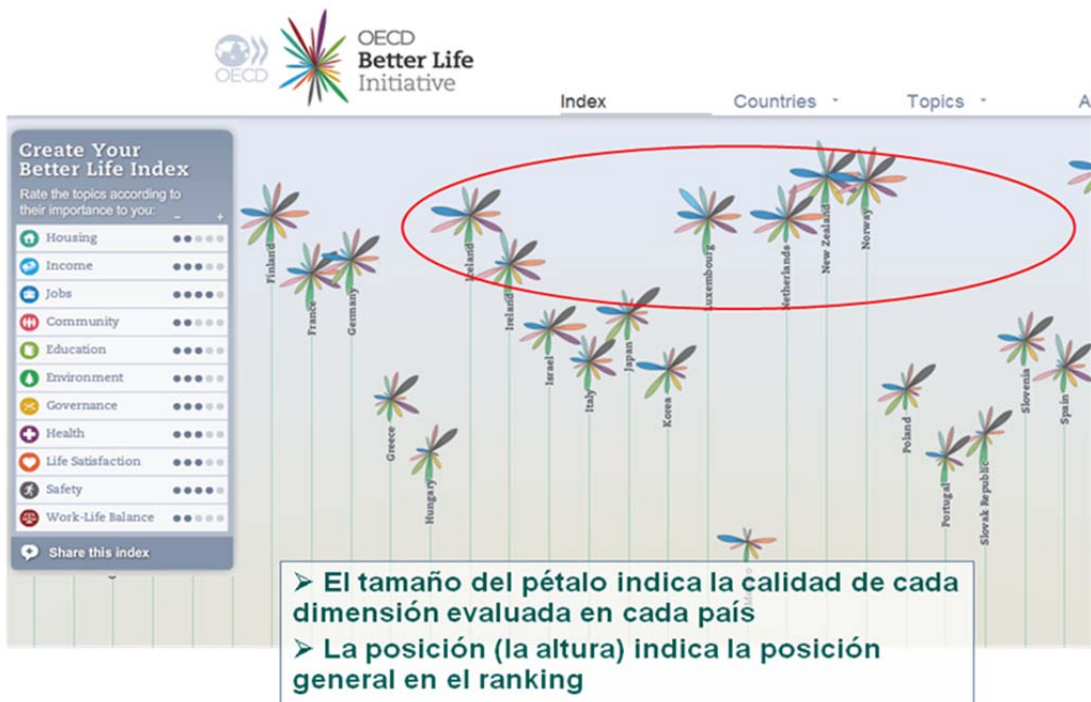 OECD
OECD
Better Life
Initiative
Index
Countries
Topics
A
Create Your
Better Life Index
Rate the topics according to
their importance to you:
- +
Housing
Income
Jobs
Community
Education
Environment
Governance
Health
Life Satisfaction
Safety
Work-Life Balance
Share this index
Finland
France
Germany
Greece
Hungary
Iceland
Ireland
Israel
Italy
Japan
Korea
Luxembourg
Netherlands
New Zealand
Norway
Poland
Portugal
Slovak Republic
Slovenia
Spain
➢ El tamaño del pétalo indica la calidad de cada
dimensión evaluada en cada país
➢ La posición (la altura) indica la posición
general en el ranking